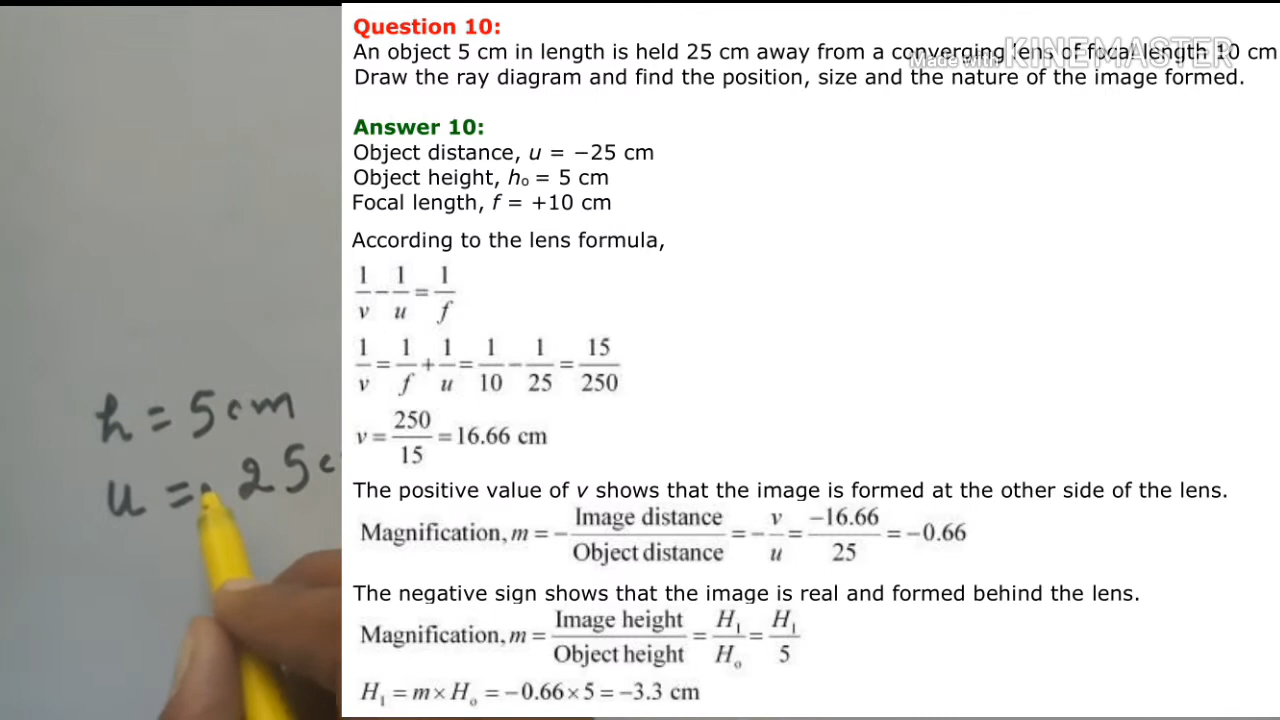 Question 10:
An object 5 cm in length is held 25 cm away from a converging lens of focal length 10 cm
Made with KINEMASTER
Draw the ray diagram and find the position, size and the nature of the image formed.
Answer 10:
Object distance, u = −25 cm
Object height, hₒ = 5 cm
Focal length, f = +10 cm
According to the lens formula,
1/v − 1/u = 1/f
1/v = 1/f + 1/u = 1/10 − 1/25 = 15/250
v = 250/15 = 16.66 cm
The positive value of v shows that the image is formed at the other side of the lens.
Magnification, m = − Image distance/Object distance = − v/u = −16.66/25 = −0.66
The negative sign shows that the image is real and formed behind the lens.
Magnification, m = Image height/Object height = H₁/Hₒ = H₁/5
H₁ = m × Hₒ = −0.66 × 5 = −3.3 cm
h = 5 cm
u = 25 c